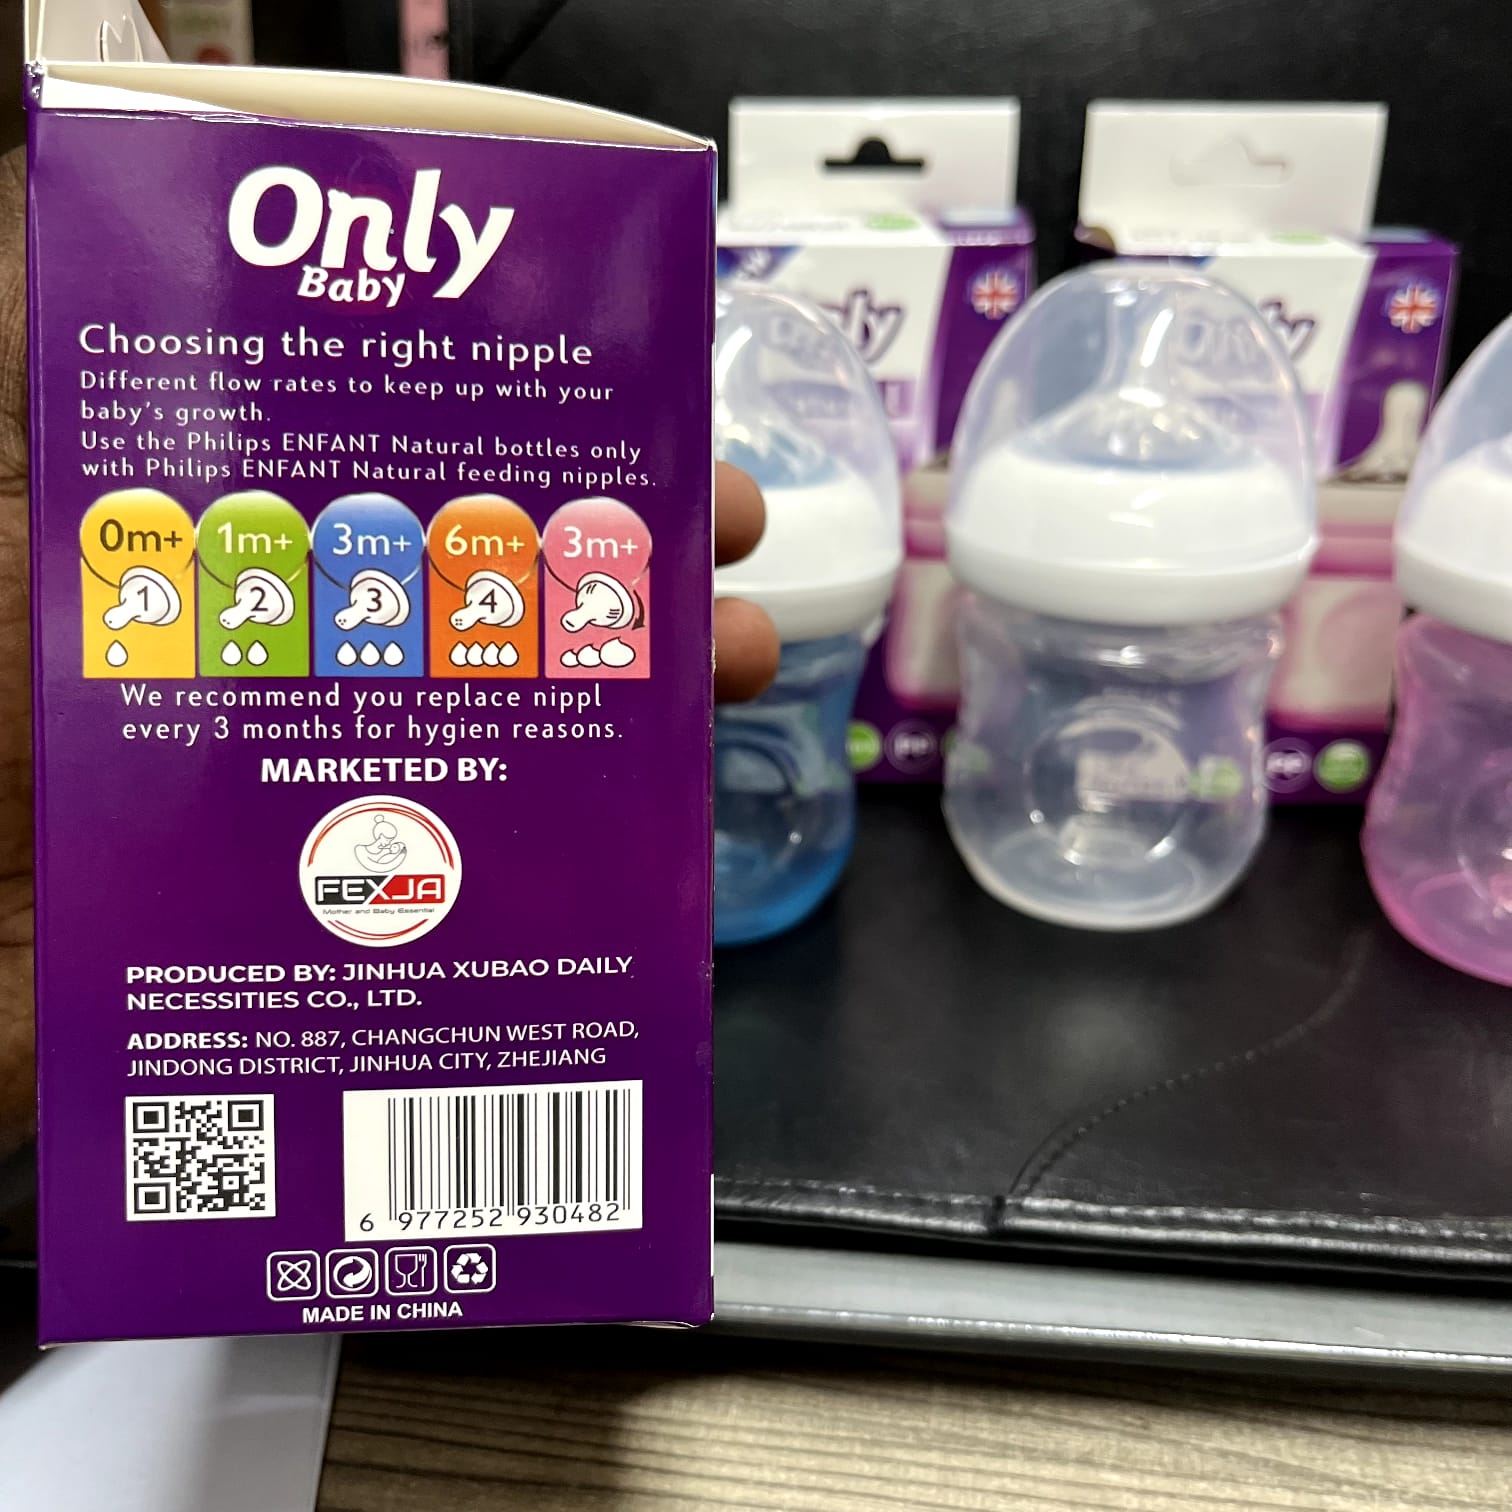 Only
Baby
Choosing the right nipple
Different flow rates to keep up with your
baby's growth.
Use the Philips ENFANT Natural bottles only
with Philips ENFANT Natural feeding nipples.
0m+ 1m+ 3m+ 6m+ 3m+
1 2 3 4
We recommend you replace nippl
every 3 months for hygien reasons.
MARKETED BY:
FEXJA
Mother and Baby Essential
PRODUCED BY: JINHUA XUBAO DAILY
NECESSITIES CO., LTD.
ADDRESS: NO. 887, CHANGCHUN WEST ROAD,
JINDONG DISTRICT, JINHUA CITY, ZHEJIANG
6 977252 930482
MADE IN CHINA